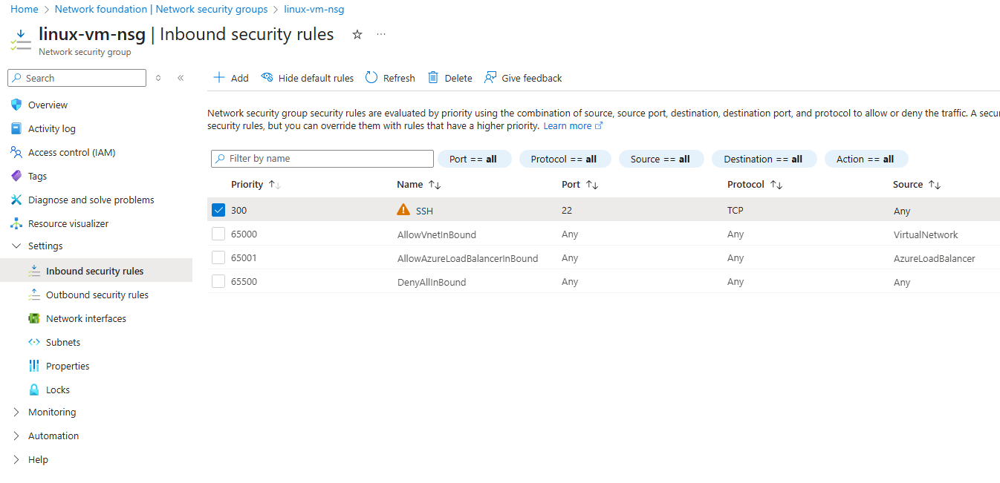 Home > Network foundation | Network security groups > linux-vm-nsg
linux-vm-nsg | Inbound security rules ...
Network security group
Search
Add Hide default rules Refresh Delete Give feedback
Overview
Activity log
Access control (IAM)
Tags
Diagnose and solve problems
Resource visualizer
Settings
Inbound security rules
Outbound security rules
Network interfaces
Subnets
Properties
Locks
Monitoring
Automation
Help
Network security group security rules are evaluated by priority using the combination of source, source port, destination, destination port, and protocol to allow or deny the traffic. A secu
security rules, but you can override them with rules that have a higher priority. Learn more
Filter by name Port == all Protocol == all Source == all Destination == all Action == all
Priority Name Port Protocol Source
300 SSH 22 TCP Any
65000 AllowVnetInBound Any Any VirtualNetwork
65001 AllowAzureLoadBalancerInBound Any Any AzureLoadBalancer
65500 DenyAllInBound Any Any Any